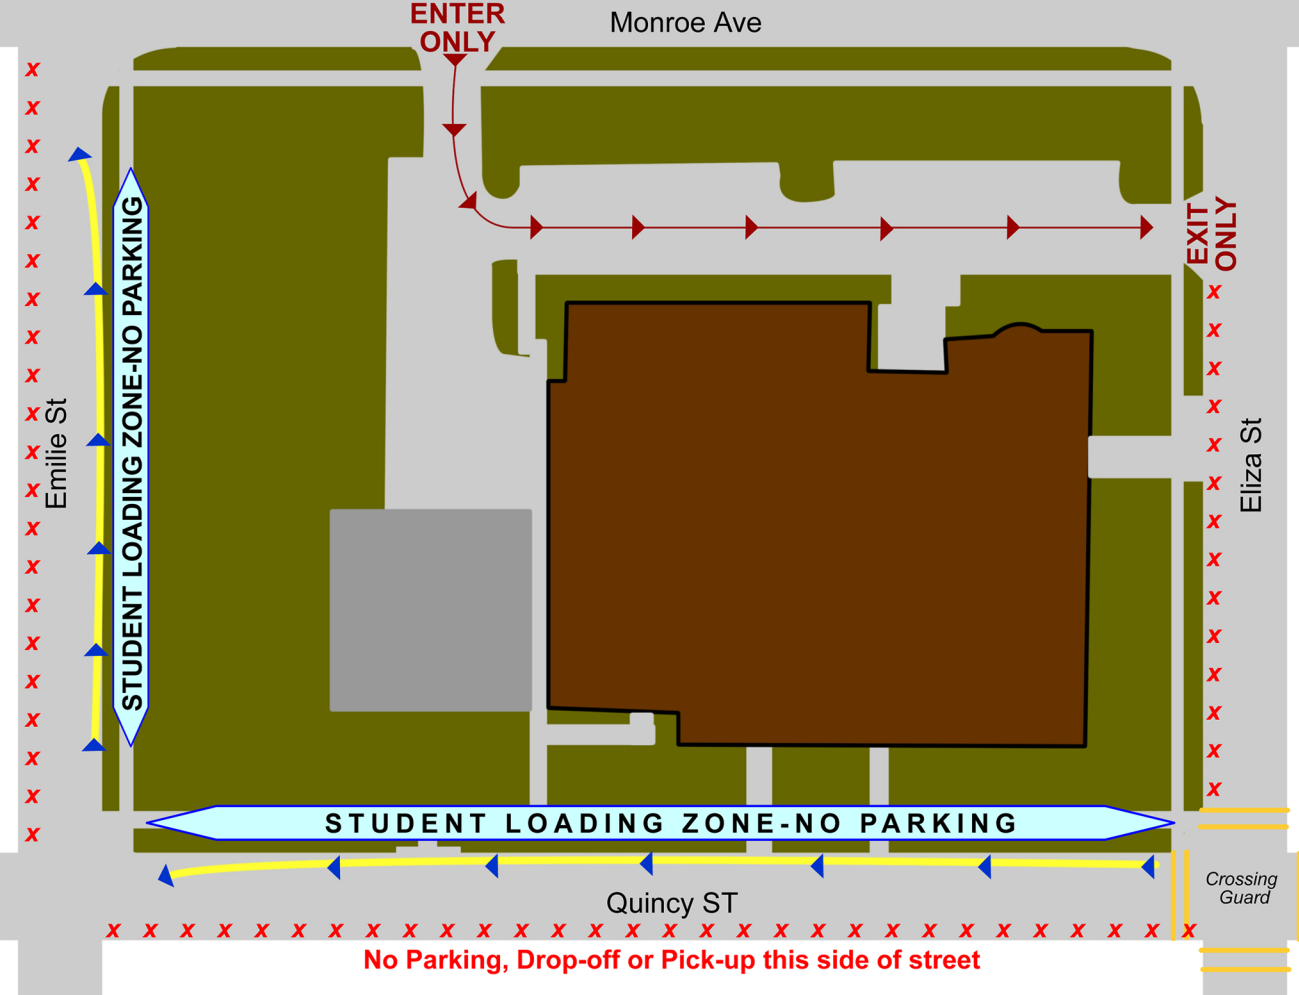 ENTER
ONLY
Monroe Ave
EXIT
ONLY
STUDENT LOADING ZONE-NO PARKING
Emilie St
Eliza St
STUDENT LOADING ZONE-NO PARKING
Crossing
Guard
Quincy ST
No Parking, Drop-off or Pick-up this side of street